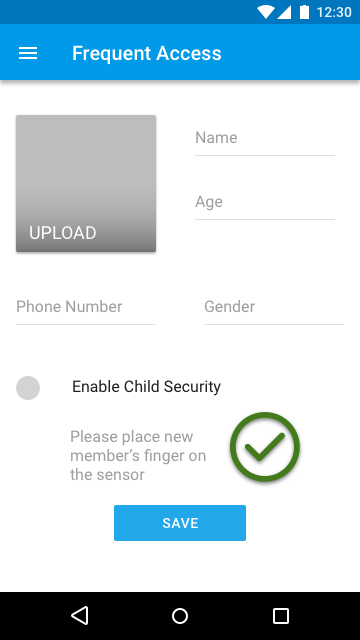 12:30
Frequent Access
UPLOAD
Name
Age
Phone Number
Gender
Enable Child Security
Please place new
member's finger on
the sensor
SAVE